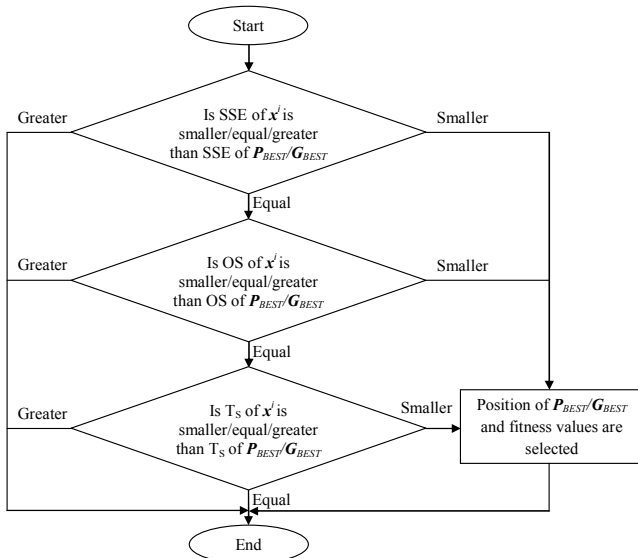 Start
Greater
Is SSE of x^i is
smaller/equal/greater
than SSE of P_BEST/G_BEST
Smaller
Equal
Greater
Is OS of x^i is
smaller/equal/greater
than OS of P_BEST/G_BEST
Smaller
Equal
Greater
Is T_S of x^i is
smaller/equal/greater
than T_S of P_BEST/G_BEST
Smaller
Position of P_BEST/G_BEST
and fitness values are
selected
Equal
End